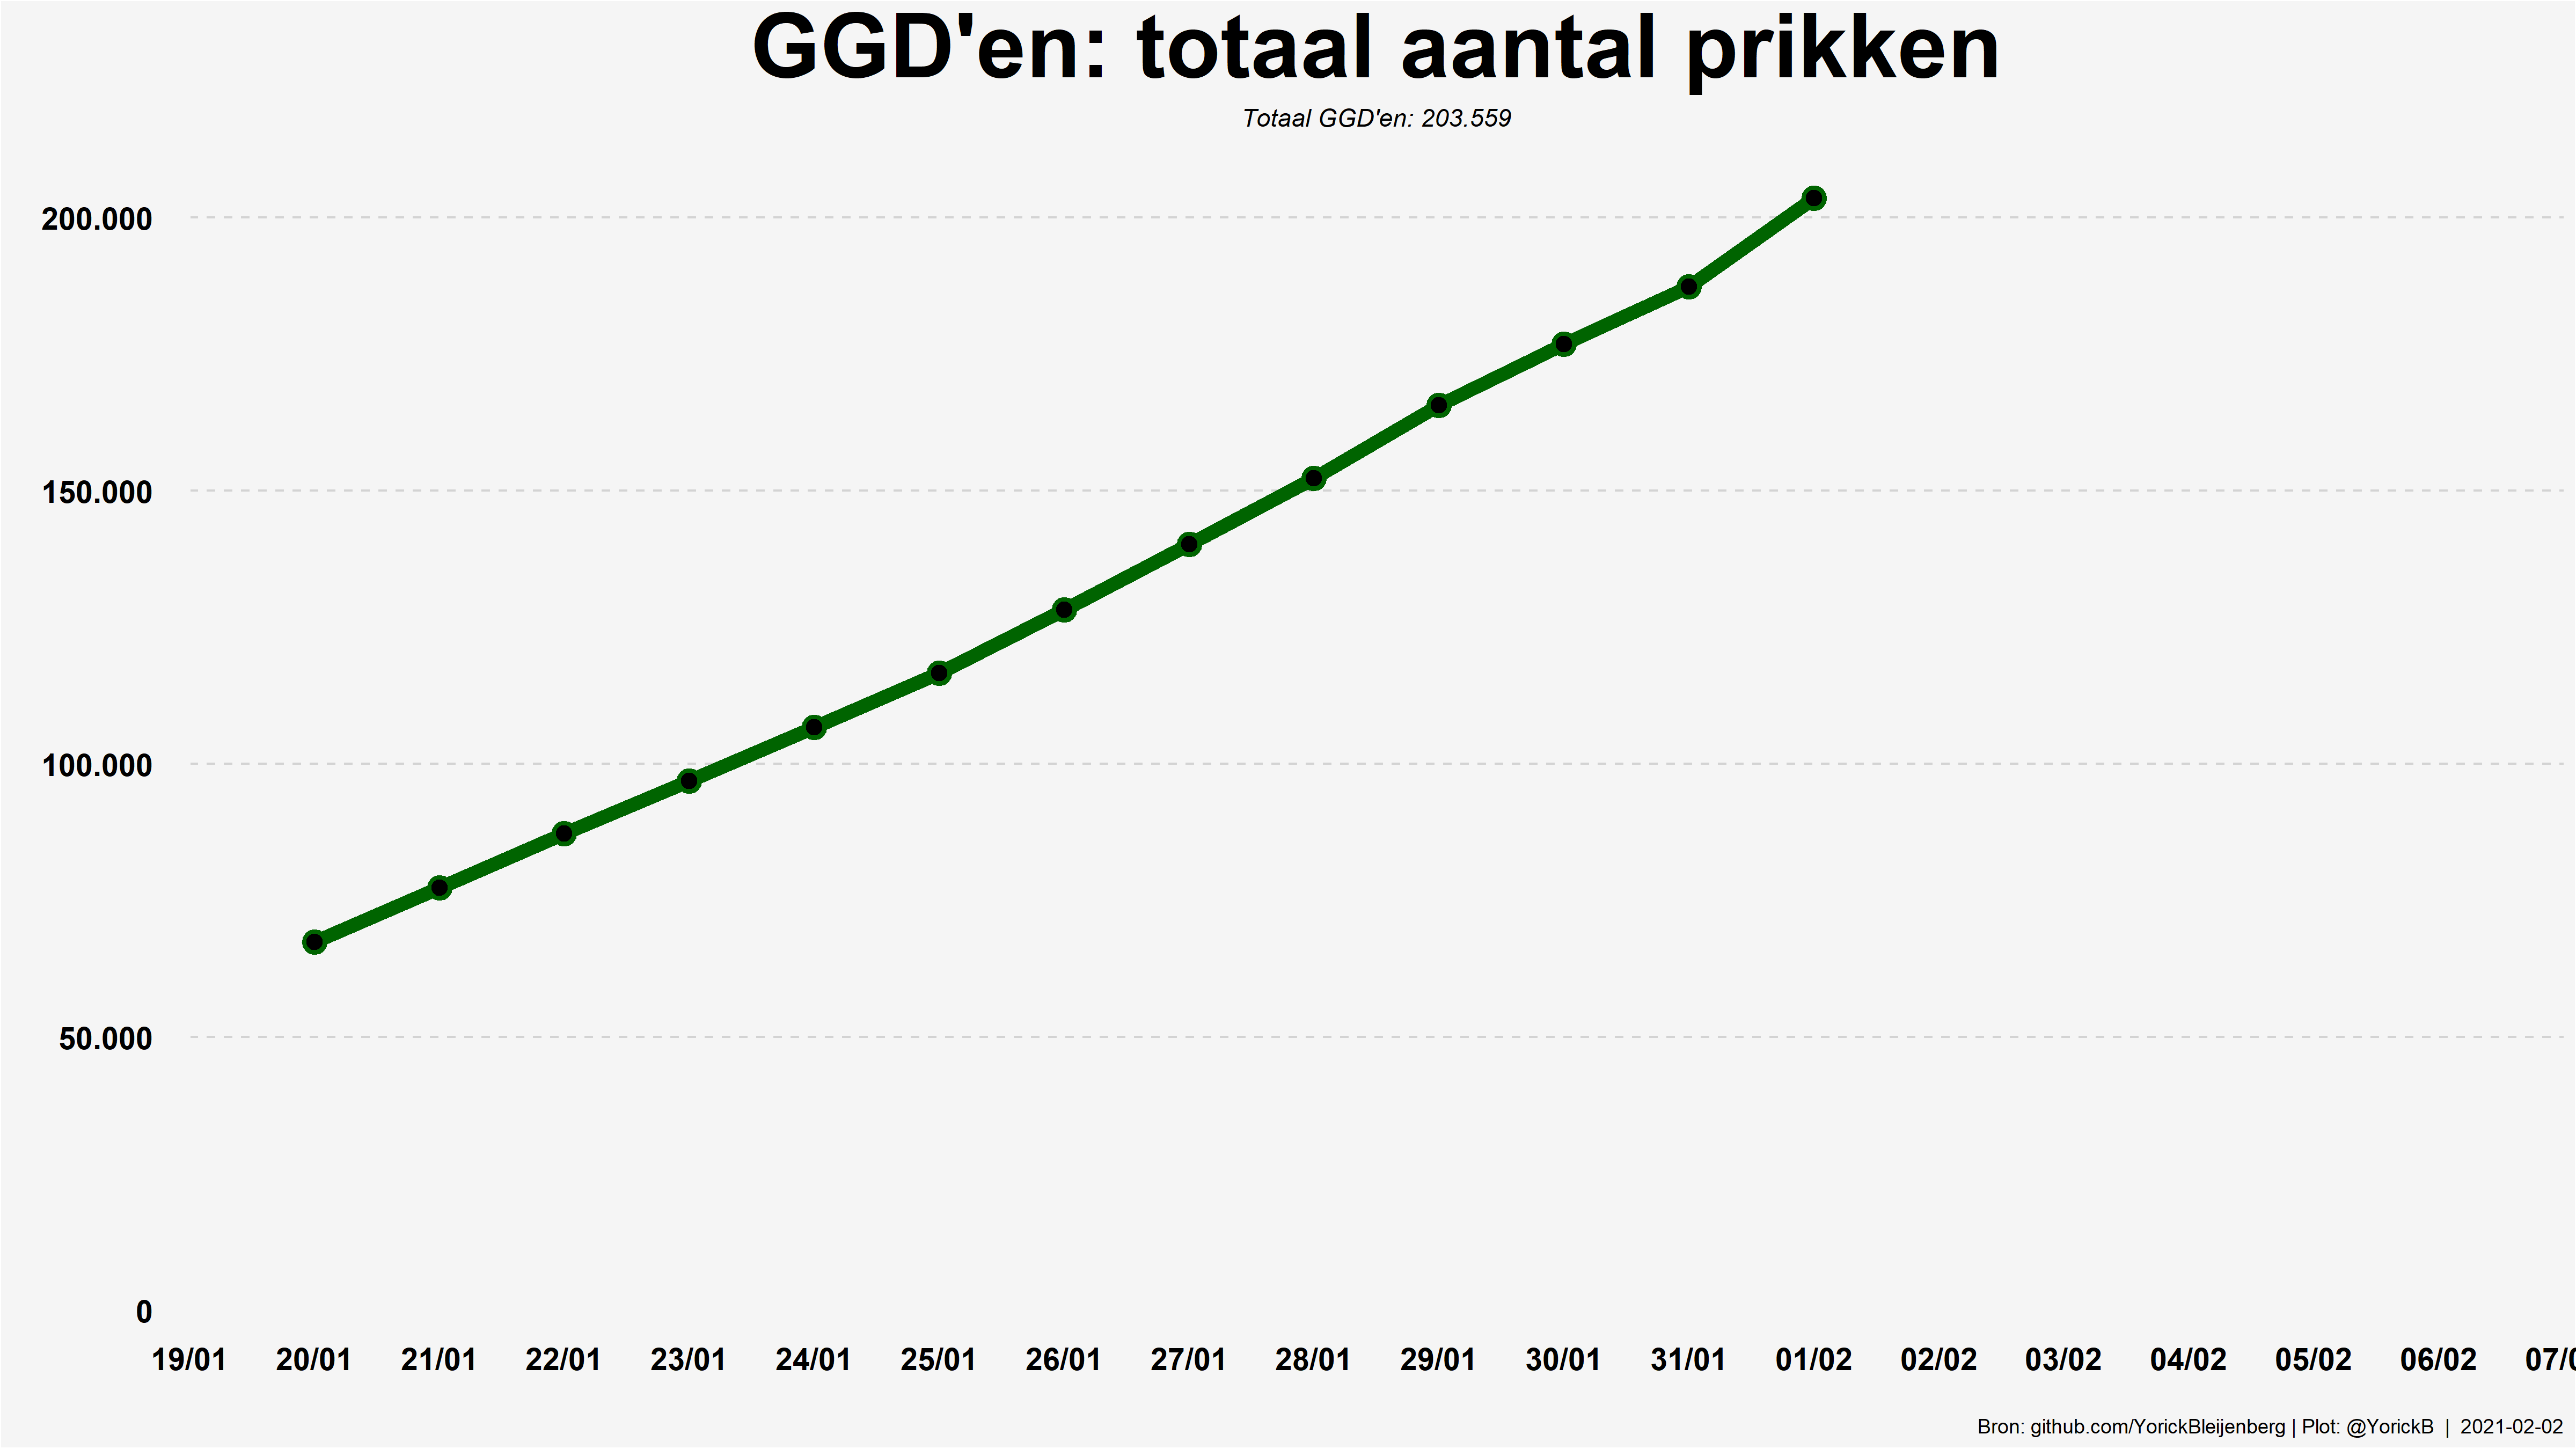 GGD'en: totaal aantal prikken
Totaal GGD'en: 203.559
200.000
150.000
100.000
50.000
0
19/01 20/01 21/01 22/01 23/01 24/01 25/01 26/01 27/01 28/01 29/01 30/01 31/01 01/02 02/02 03/02 04/02 05/02 06/02 07/0
Bron: github.com/YorickBleijenberg | Plot: @YorickB | 2021-02-02